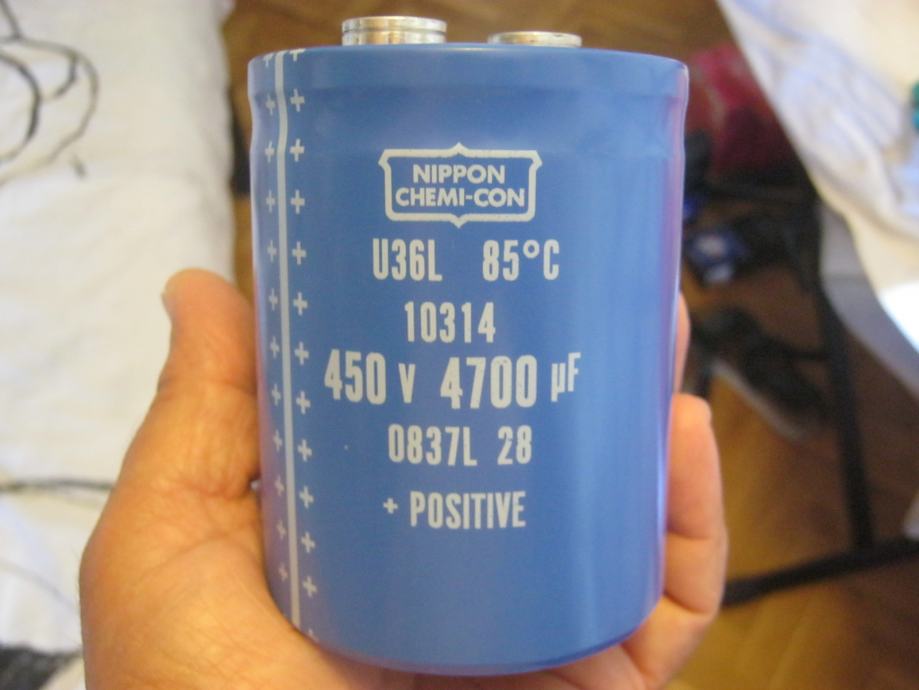 NIPPON
CHEMI-CON
U36L 85°C
10314
450 V 4700 µF
0837L 28
+ POSITIVE